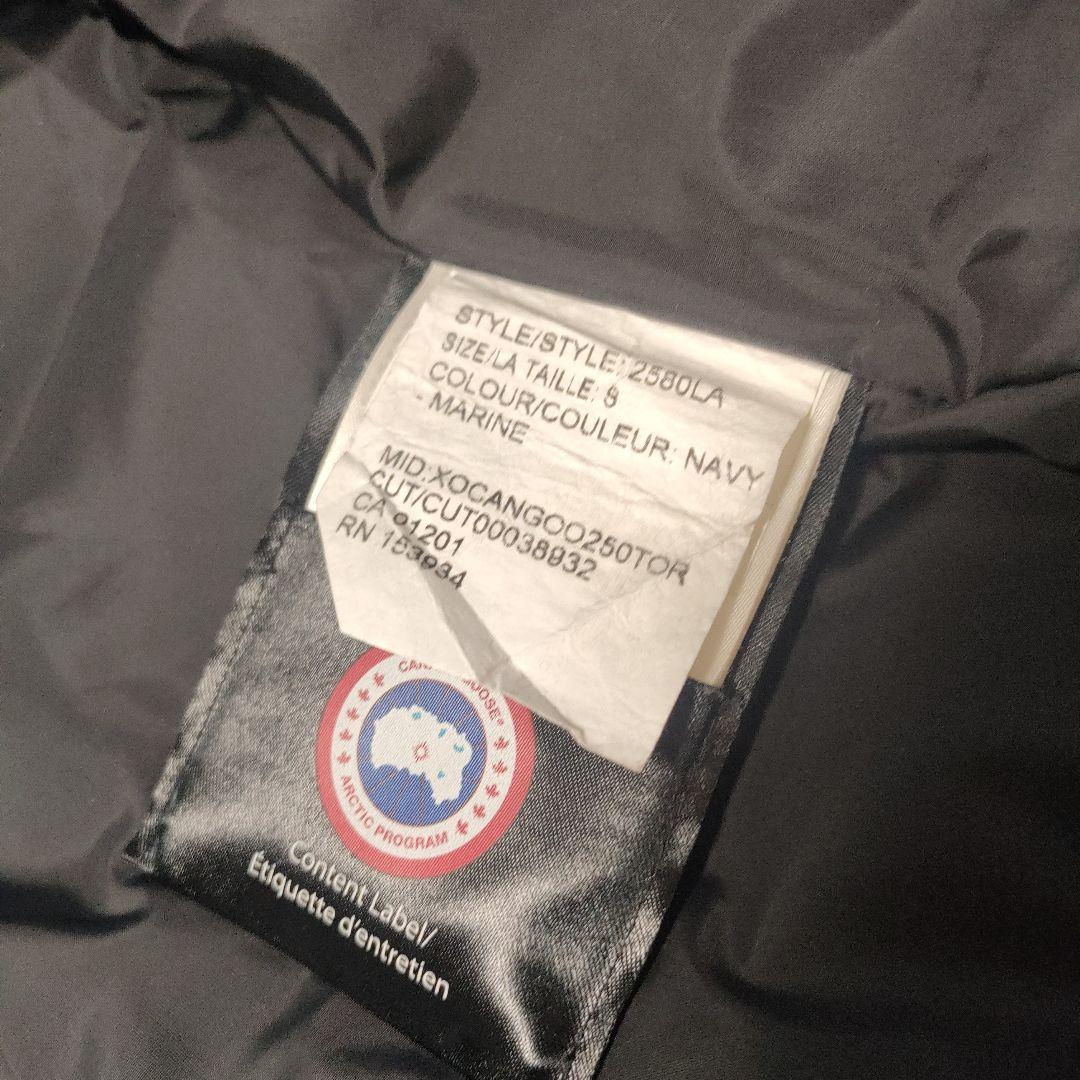 STYLE/STYLE: 2580LA
SIZE/LA TAILLE: S
COLOUR/COULEUR: NAVY
- MARINE
MID:XOCANGOO250TOR
CUT/CUT00038932
CA 01201
RN 153934
ARCTIC PROGRAM
Content Label/
Étiquette d'entretien